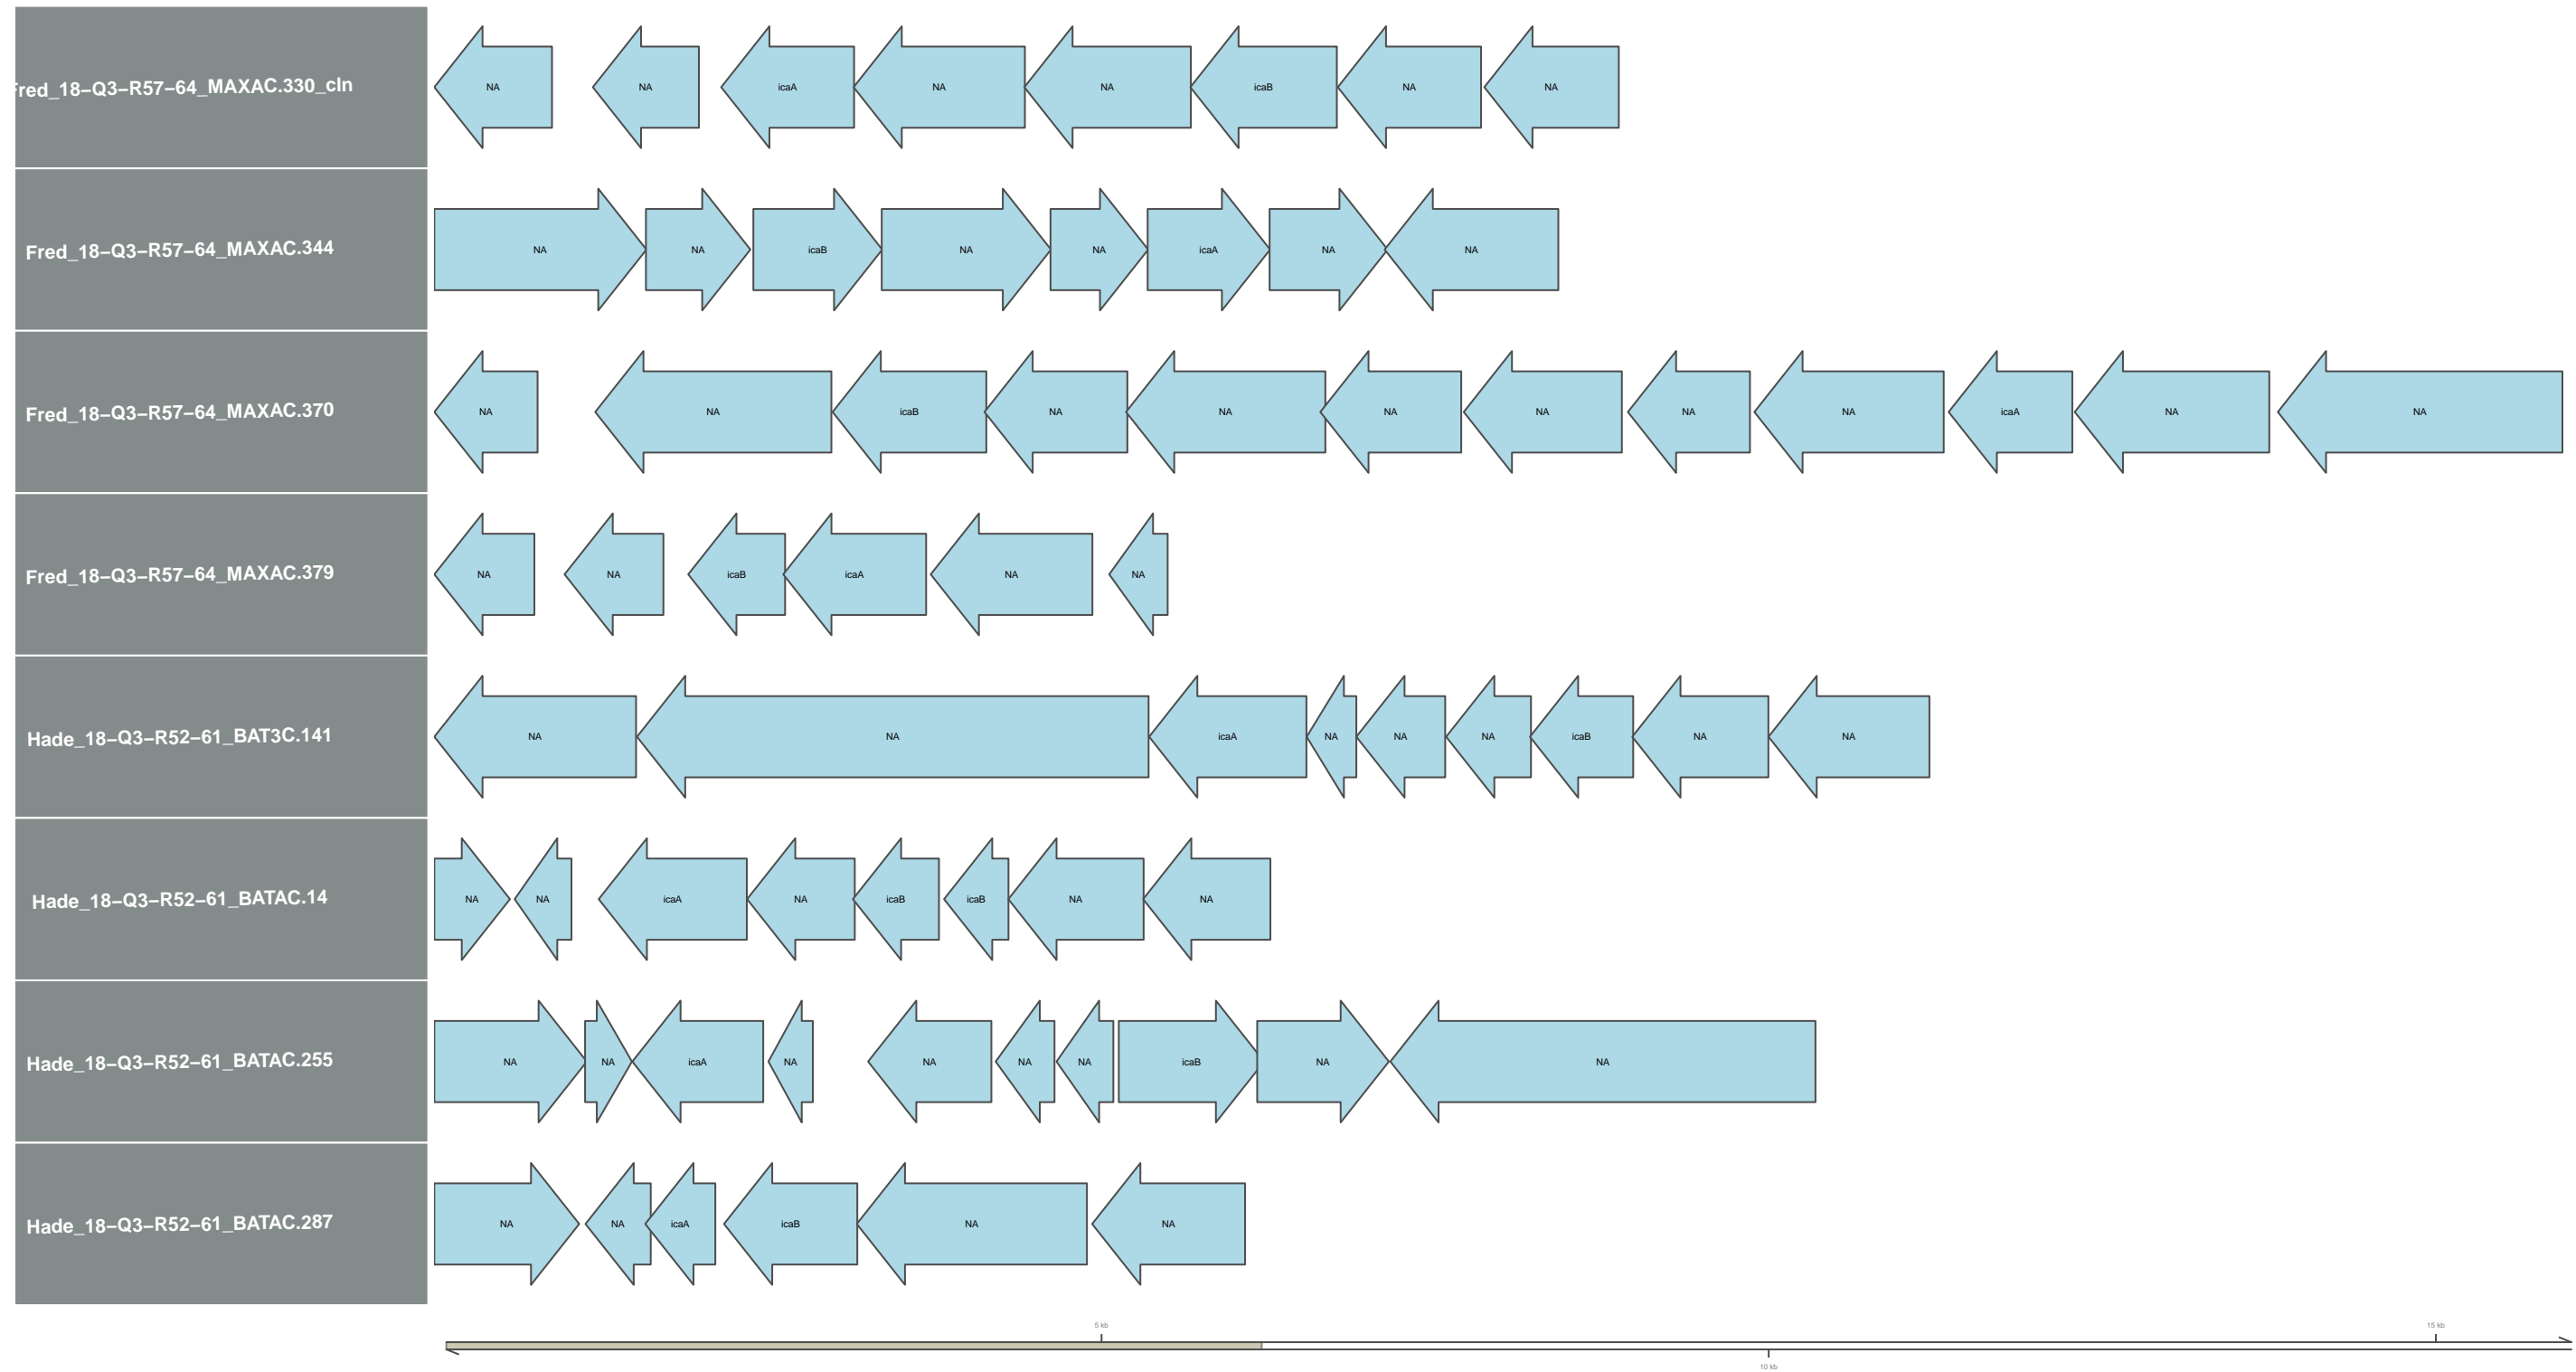 Fred_18–Q3–R57–64_MAXAC.330_cln
NA NA icaA NA NA icaB NA NA
Fred_18–Q3–R57–64_MAXAC.344
NA NA icaB NA NA icaA NA NA
Fred_18–Q3–R57–64_MAXAC.370
NA NA icaB NA NA NA NA NA NA icaA NA NA
Fred_18–Q3–R57–64_MAXAC.379
NA NA icaB icaA NA NA
Hade_18–Q3–R52–61_BAT3C.141
NA NA icaA NA NA NA icaB NA NA
Hade_18–Q3–R52–61_BATAC.14
NA NA icaA NA icaB icaB NA NA
Hade_18–Q3–R52–61_BATAC.255
NA NA icaA NA NA NA NA icaB NA NA
Hade_18–Q3–R52–61_BATAC.287
NA NA icaA icaB NA NA
5 kb 15 kb
10 kb